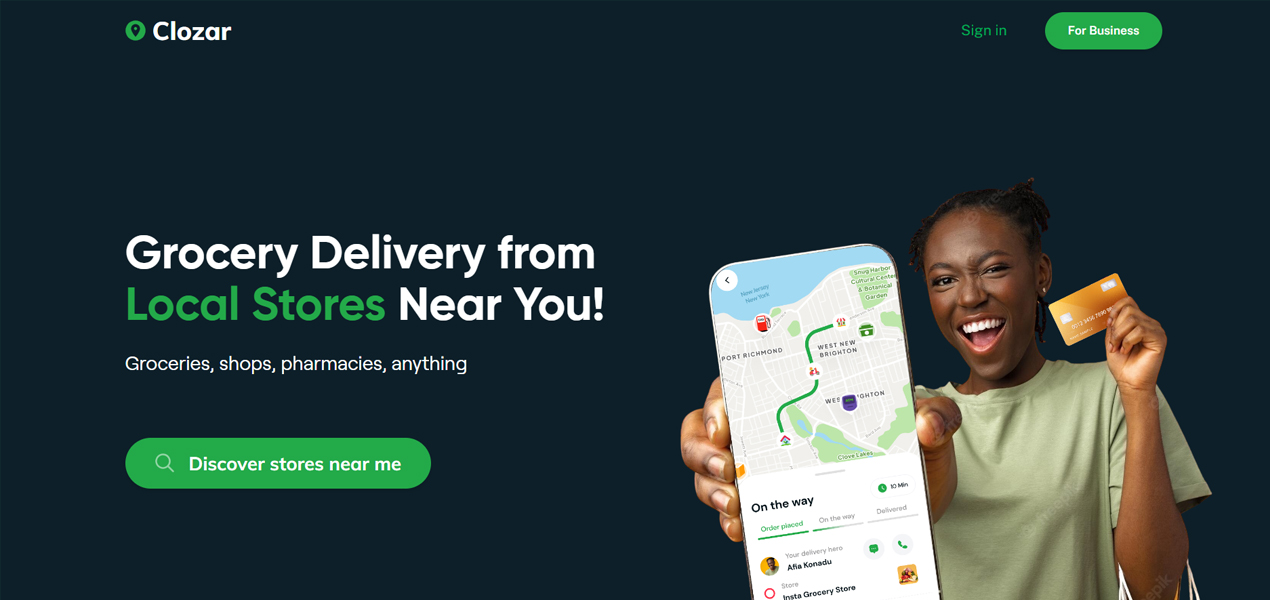 Clozar
Sign in
For Business
Grocery Delivery from
Local Stores Near You!
Groceries, shops, pharmacies, anything
Discover stores near me
New Jersey
New York
Snug Harbor
Cultural Center
& Botanical
Garden
PORT RICHMOND
WEST NEW
BRIGHTON
Clove Lakes
On the way
10 Min
Order placed
On the way
Delivered
Your delivery hero
Afia Konadu
Store
Insta Grocery Store